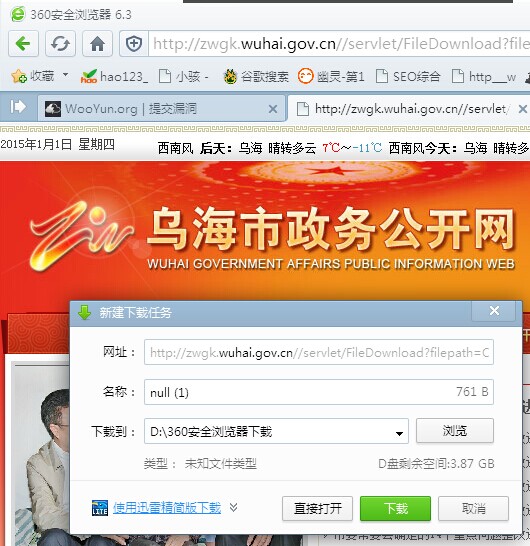 360安全浏览器 6.3
http://zwgk.wuhai.gov.cn//servlet/FileDownload?fil
收藏 hao123_ 小骇 - 谷歌搜索 幽灵-第1 SEO综合 http___w
WooYun.org | 提交漏洞 http://zwgk.wuhai.gov.cn//servlet/
2015年1月1日 星期四 西南风 后天：乌海 晴转多云 7℃～-11℃ 西南风今天：乌海 晴转多
乌海市政务公开网
WUHAI GOVERNMENT AFFAIRS PUBLIC INFORMATION WEB
新建下载任务
网址： http://zwgk.wuhai.gov.cn//servlet/FileDownload?filepath=C
名称： null (1) 761 B
下载到： D:\360安全浏览器下载 浏览
类型： 未知文件类型 D盘剩余空间:3.87 GB
LITE 使用迅雷精简版下载 直接打开 下载 取消